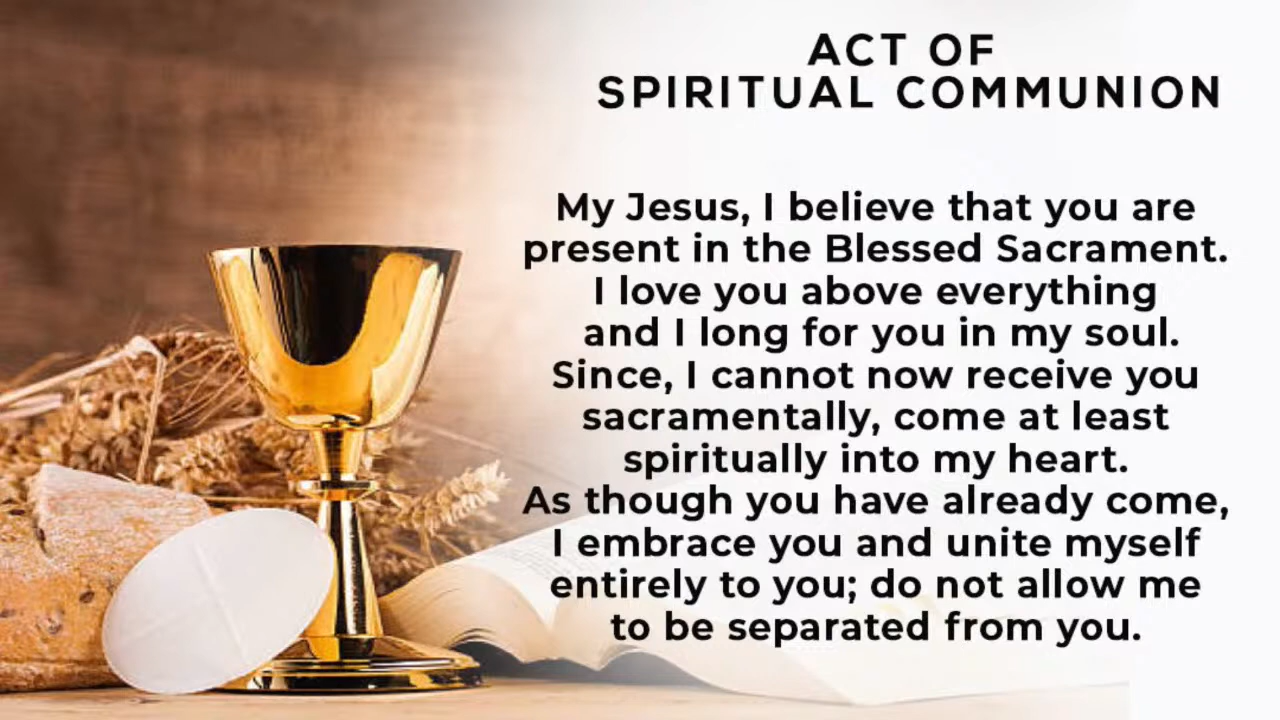 ACT OF
SPIRITUAL COMMUNION
My Jesus, I believe that you are
present in the Blessed Sacrament.
I love you above everything
and I long for you in my soul.
Since, I cannot now receive you
sacramentally, come at least
spiritually into my heart.
As though you have already come,
I embrace you and unite myself
entirely to you; do not allow me
to be separated from you.